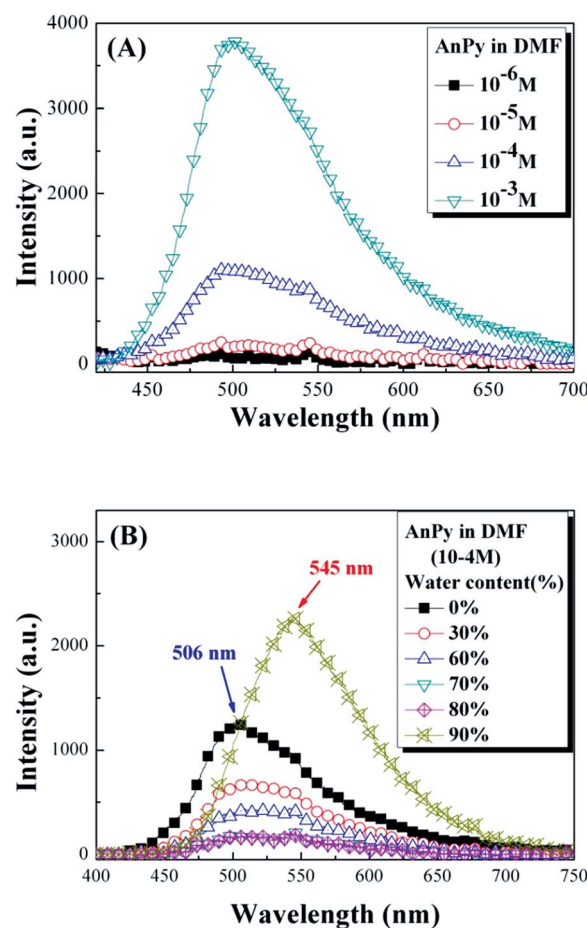 (A)
AnPy in DMF
10⁻⁶M
10⁻⁵M
10⁻⁴M
10⁻³M
Intensity (a.u.)
4000
3000
2000
1000
0
450 500 550 600 650 700
Wavelength (nm)
(B)
AnPy in DMF
(10-4M)
Water content(%)
0%
30%
60%
70%
80%
90%
545 nm
506 nm
Intensity (a.u.)
3000
2000
1000
0
400 450 500 550 600 650 700 750
Wavelength (nm)